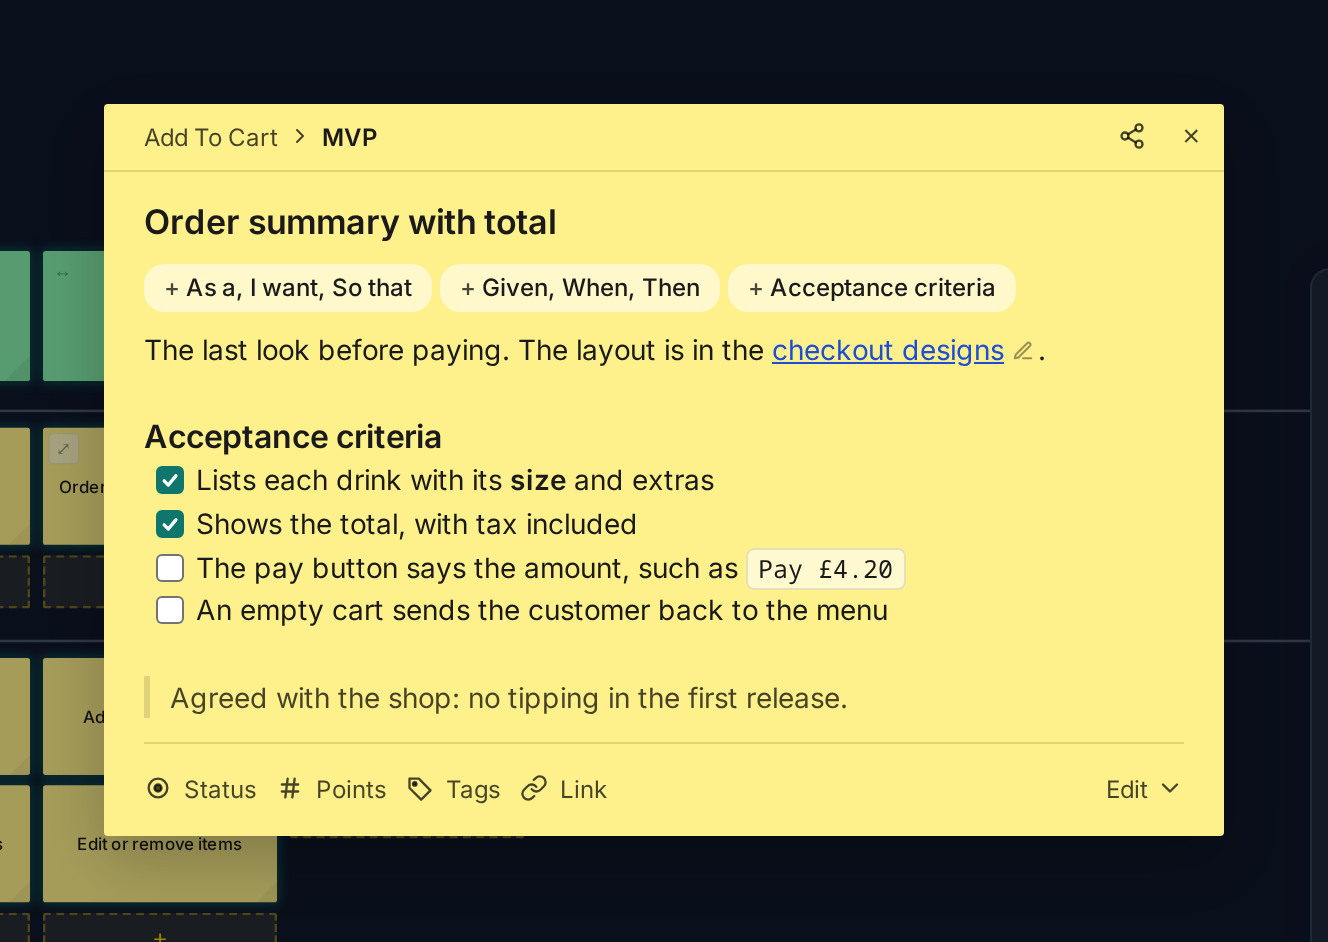 Add To Cart > MVP
Order summary with total
+ As a, I want, So that
+ Given, When, Then
+ Acceptance criteria
The last look before paying. The layout is in the checkout designs.
Acceptance criteria
Lists each drink with its size and extras
Shows the total, with tax included
The pay button says the amount, such as Pay £4.20
An empty cart sends the customer back to the menu
Agreed with the shop: no tipping in the first release.
Status
# Points
Tags
Link
Edit
Edit or remove items
+